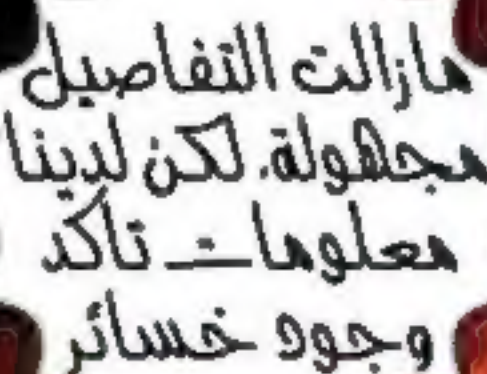 مازالت التفاصيل
مجهولة. لكن لدينا
معلومات تأكد
وجود خسائر